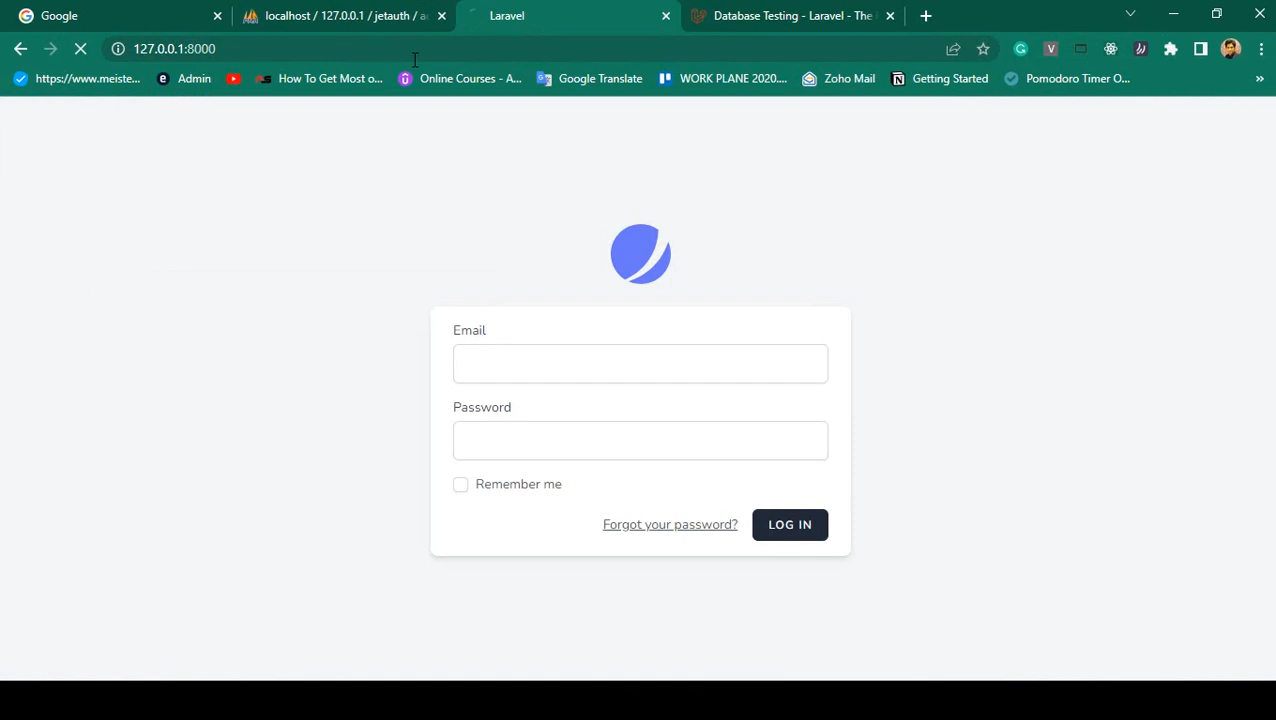 Google
localhost / 127.0.0.1 / jetauth / a
Laravel
Database Testing - Laravel - The
127.0.0.1:8000
https://www.meiste...
Admin
How To Get Most o...
Online Courses - A...
Google Translate
WORK PLANE 2020....
Zoho Mail
Getting Started
Pomodoro Timer O...
»
Email
Password
Remember me
Forgot your password?
LOG IN